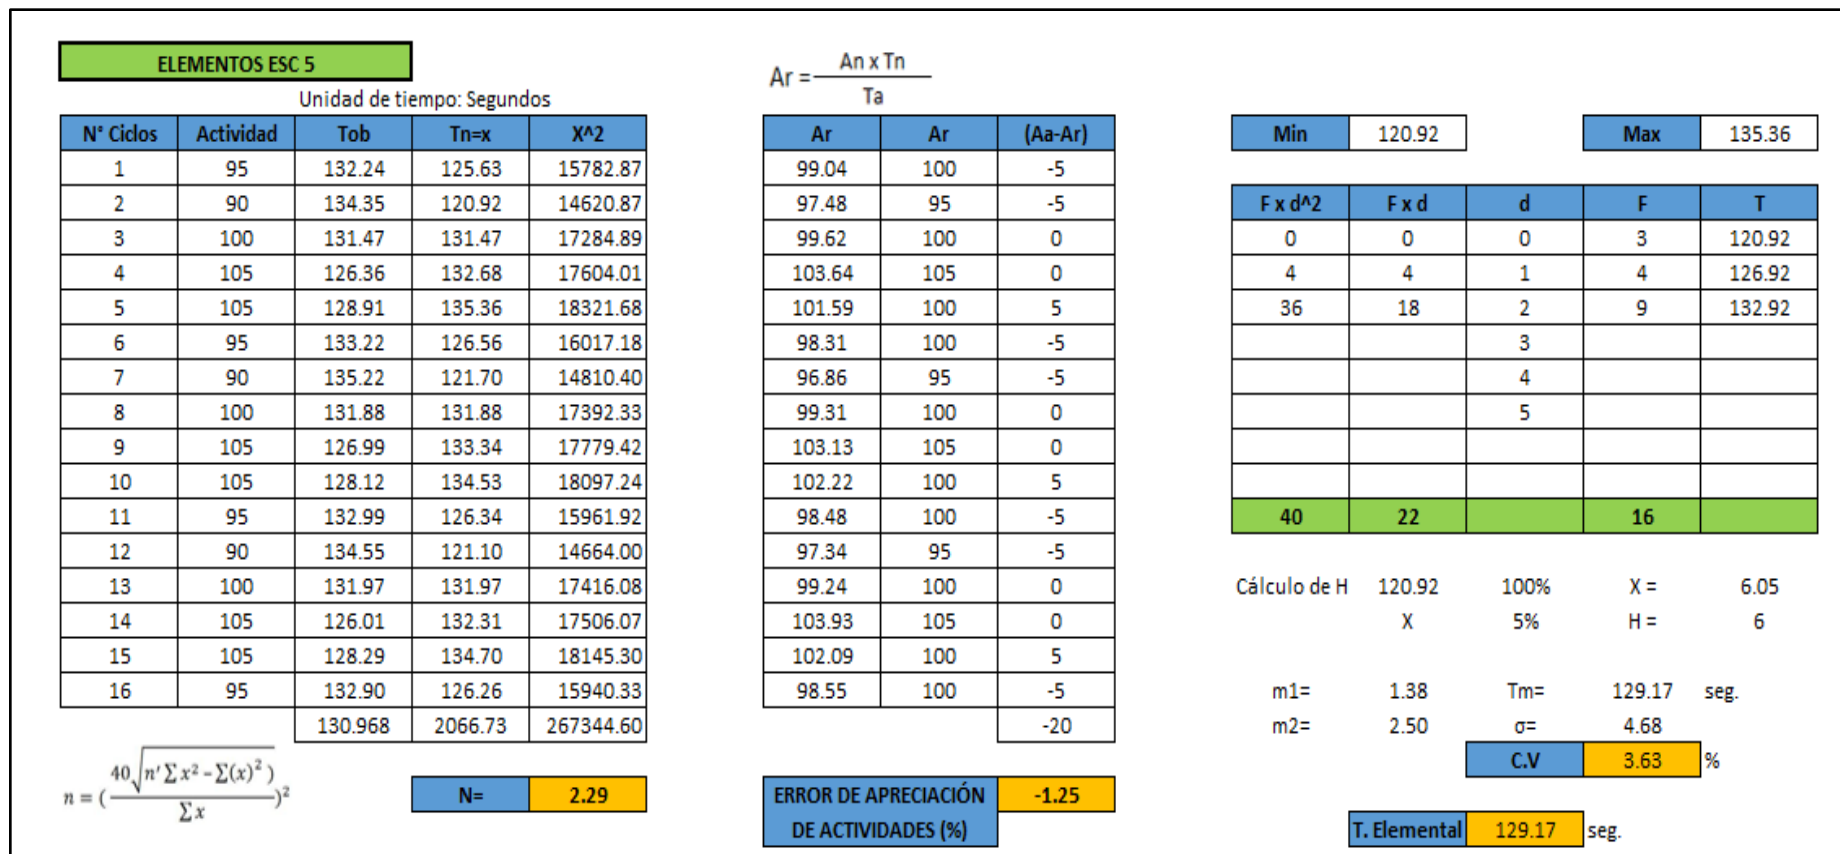 ELEMENTOS ESC 5
Unidad de tiempo: Segundos
N° Ciclos Actividad Tob Tn=x X^2
1 95 132.24 125.63 15782.87
2 90 134.35 120.92 14620.87
3 100 131.47 131.47 17284.89
4 105 126.36 132.68 17604.01
5 105 128.91 135.36 18321.68
6 95 133.22 126.56 16017.18
7 90 135.22 121.70 14810.40
8 100 131.88 131.88 17392.33
9 105 126.99 133.34 17779.42
10 105 128.12 134.53 18097.24
11 95 132.99 126.34 15961.92
12 90 134.55 121.10 14664.00
13 100 131.97 131.97 17416.08
14 105 126.01 132.31 17506.07
15 105 128.29 134.70 18145.30
16 95 132.90 126.26 15940.33
130.968 2066.73 267344.60
n = (40√(n' ∑ x² − ∑(x)² ) / ∑ x)²
N= 2.29
Ar = An x Tn / Ta
Ar Ar (Aa-Ar)
99.04 100 -5
97.48 95 -5
99.62 100 0
103.64 105 0
101.59 100 5
98.31 100 -5
96.86 95 -5
99.31 100 0
103.13 105 0
102.22 100 5
98.48 100 -5
97.34 95 -5
99.24 100 0
103.93 105 0
102.09 100 5
98.55 100 -5
-20
ERROR DE APRECIACIÓN -1.25
DE ACTIVIDADES (%)
Min 120.92 Max 135.36
F x d^2 F x d d F T
0 0 0 3 120.92
4 4 1 4 126.92
36 18 2 9 132.92
3
4
5
40 22 16
Cálculo de H 120.92 100% X = 6.05
X 5% H = 6
m1= 1.38 Tm= 129.17 seg.
m2= 2.50 σ= 4.68
C.V 3.63 %
T. Elemental 129.17 seg.